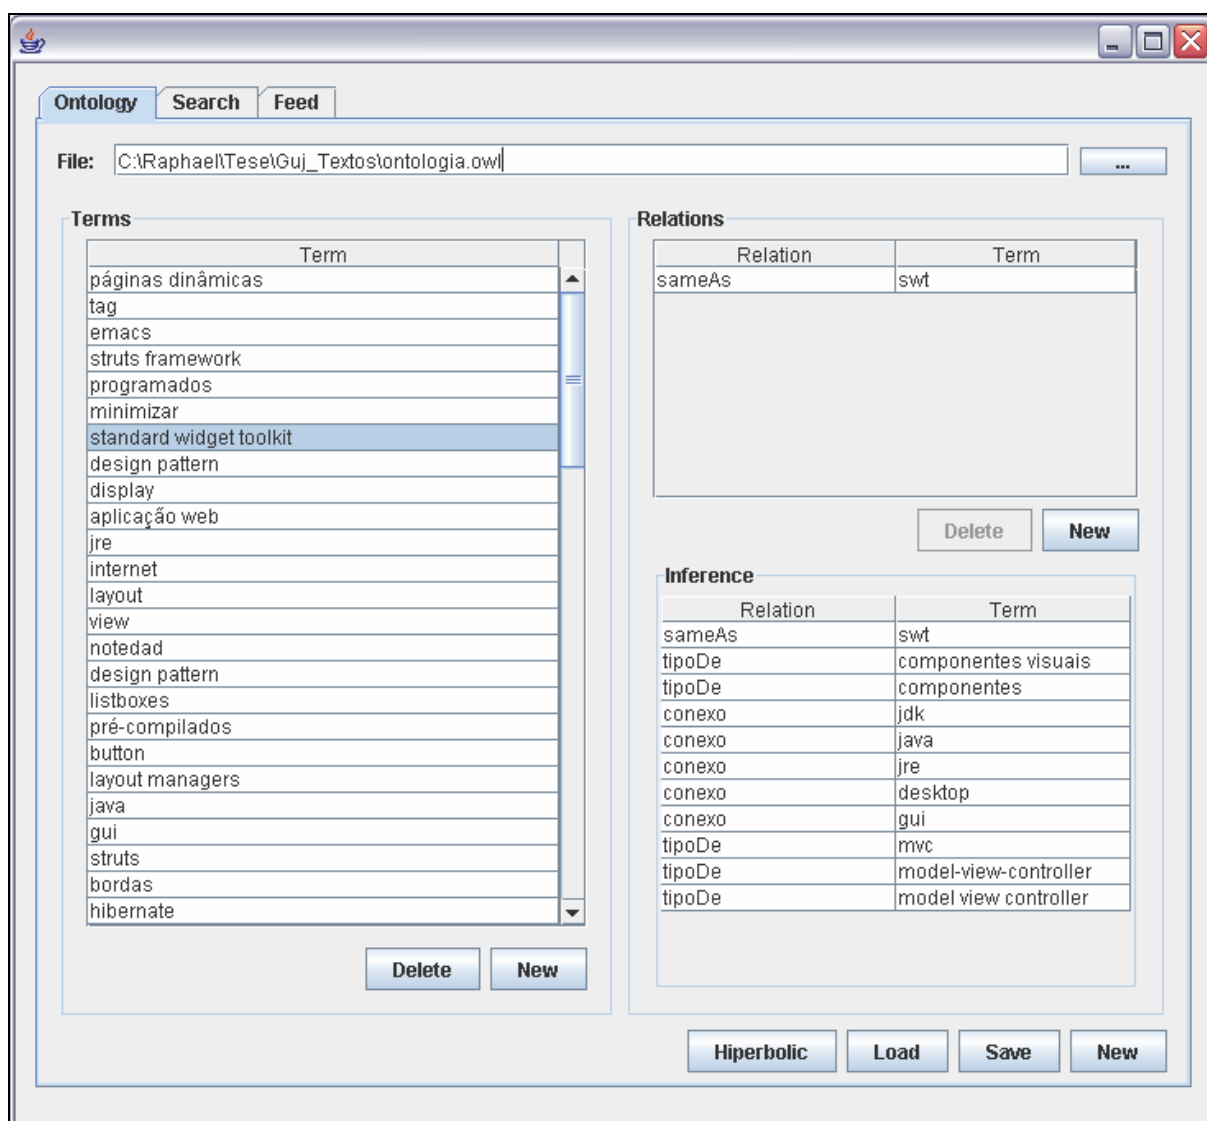 Ontology Search Feed
File: C:\Raphael\Tese\Guj_Textos\ontologia.owl ...
Terms
Term
páginas dinâmicas
tag
emacs
struts framework
programados
minimizar
standard widget toolkit
design pattern
display
aplicação web
jre
internet
layout
view
notedad
design pattern
listboxes
pré-compilados
button
layout managers
java
gui
struts
bordas
hibernate
Delete New
Relations
Relation Term
sameAs swt
Delete New
Inference
Relation Term
sameAs swt
tipoDe componentes visuais
tipoDe componentes
conexo jdk
conexo java
conexo jre
conexo desktop
conexo gui
tipoDe mvc
tipoDe model-view-controller
tipoDe model view controller
Hiperbolic Load Save New